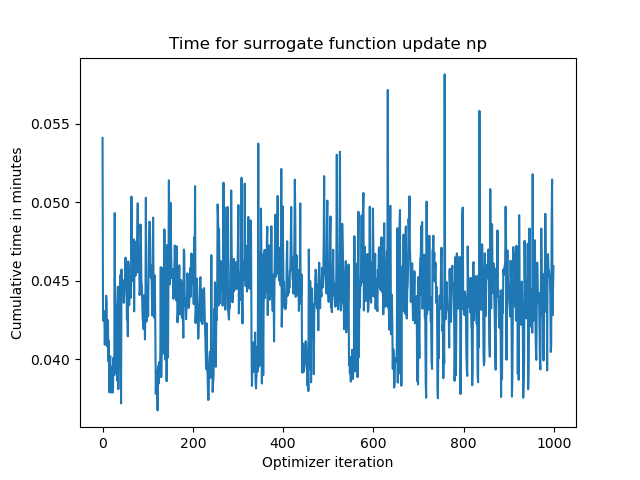 Time for surrogate function update np
Cumulative time in minutes
0.055
0.050
0.045
0.040
0 200 400 600 800 1000
Optimizer iteration